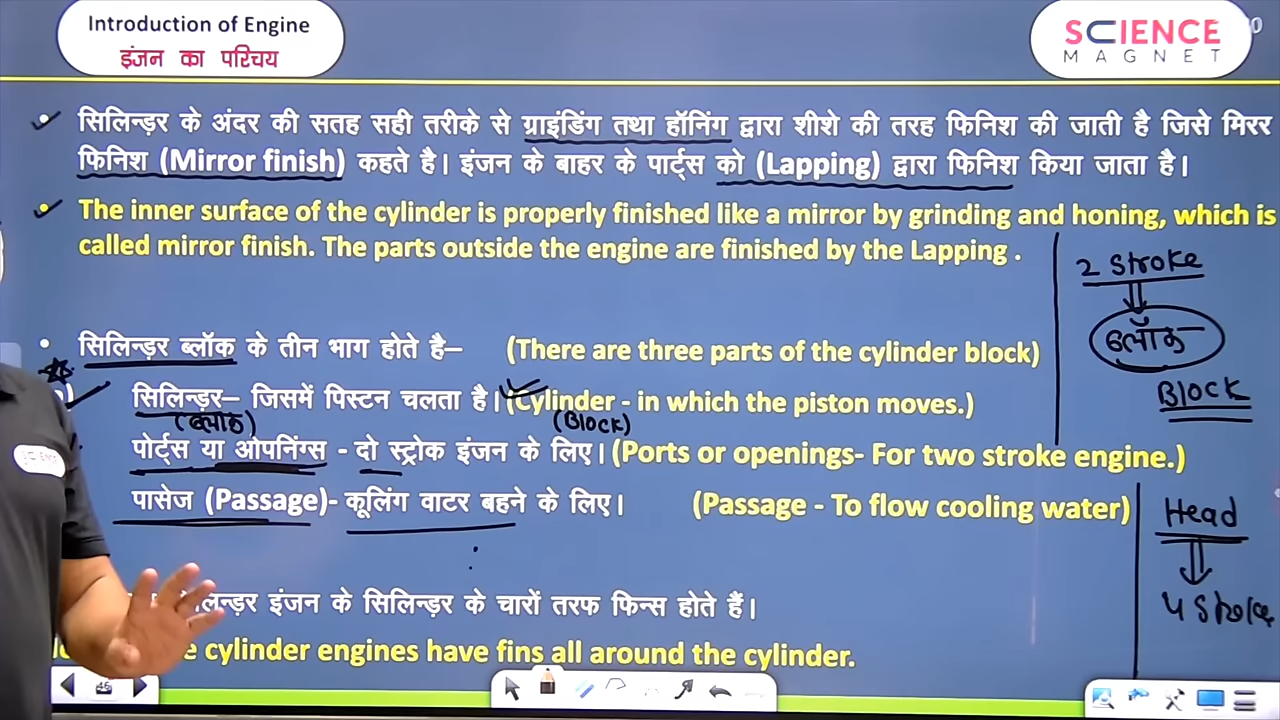 Introduction of Engine
इंजन का परिचय
SCIENCE
MAGNET
सिलिन्ड़र के अंदर की सतह सही तरीके से ग्राइंडिंग तथा हॉनिंग द्वारा शीशे की तरह फिनिश की जाती है जिसे मिरर
फिनिश (Mirror finish) कहते है। इंजन के बाहर के पार्ट्स को (Lapping) द्वारा फिनिश किया जाता है।
The inner surface of the cylinder is properly finished like a mirror by grinding and honing, which is
called mirror finish. The parts outside the engine are finished by the Lapping .
2 Stroke
ब्लॉक
Block
सिलिन्ड़र ब्लॉक के तीन भाग होते है– (There are three parts of the cylinder block)
सिलिन्ड़र– जिसमें पिस्टन चलता है। (Cylinder - in which the piston moves.)
(ब्लाक) (Block)
पोर्ट्स या ओपनिंग्स - दो स्ट्रोक इंजन के लिए। (Ports or openings- For two stroke engine.)
पासेज (Passage)- कूलिंग वाटर बहने के लिए। (Passage - To flow cooling water)
Head
4 Stroke
इंजन के सिलिन्ड़र के चारों तरफ फिन्स होते हैं।
cylinder engines have fins all around the cylinder.
SCIENCE
46